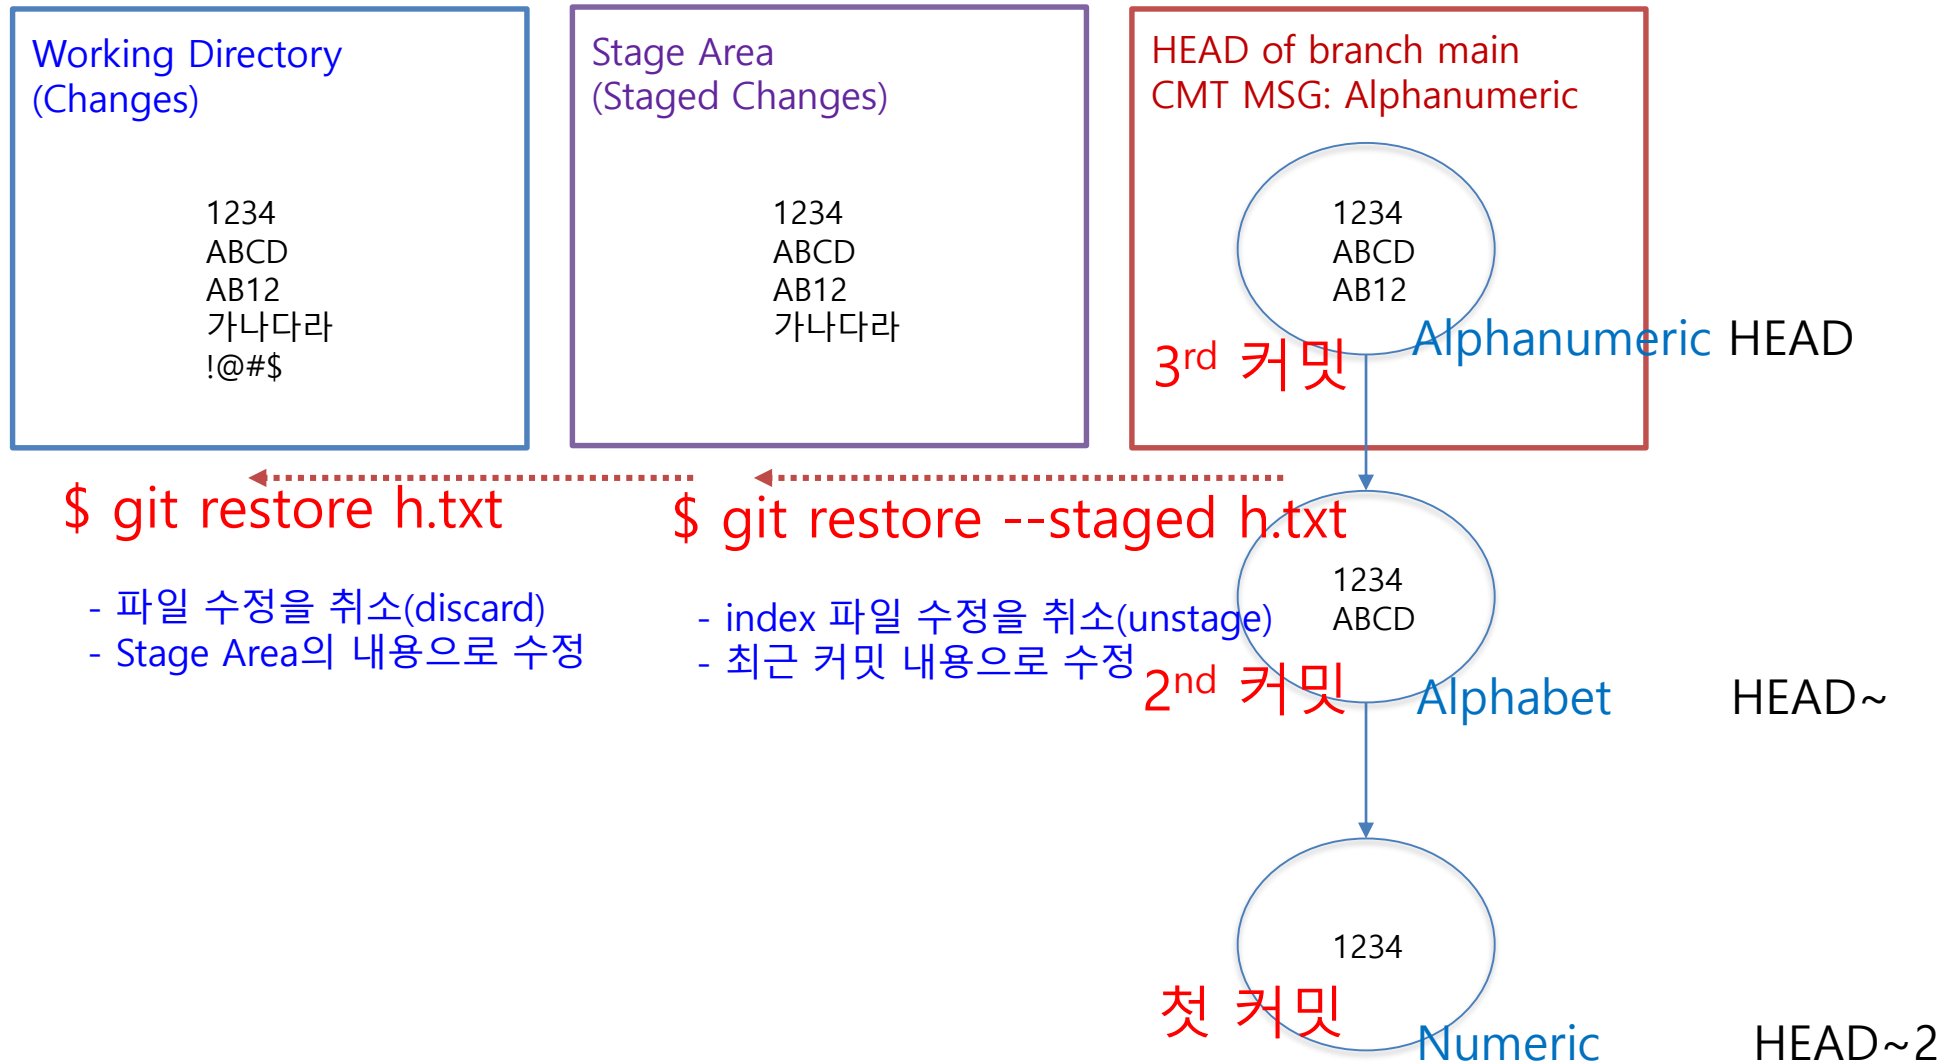 Working Directory
(Changes)
1234
ABCD
AB12
가나다라
!@#$
Stage Area
(Staged Changes)
1234
ABCD
AB12
가나다라
HEAD of branch main
CMT MSG: Alphanumeric
1234
ABCD
AB12
3rd 커밋
Alphanumeric HEAD
$ git restore h.txt
- 파일 수정을 취소(discard)
- Stage Area의 내용으로 수정
$ git restore --staged h.txt
- index 파일 수정을 취소(unstage)
- 최근 커밋 내용으로 수정
1234
ABCD
2nd 커밋
Alphabet HEAD~
1234
첫 커밋
Numeric HEAD~2